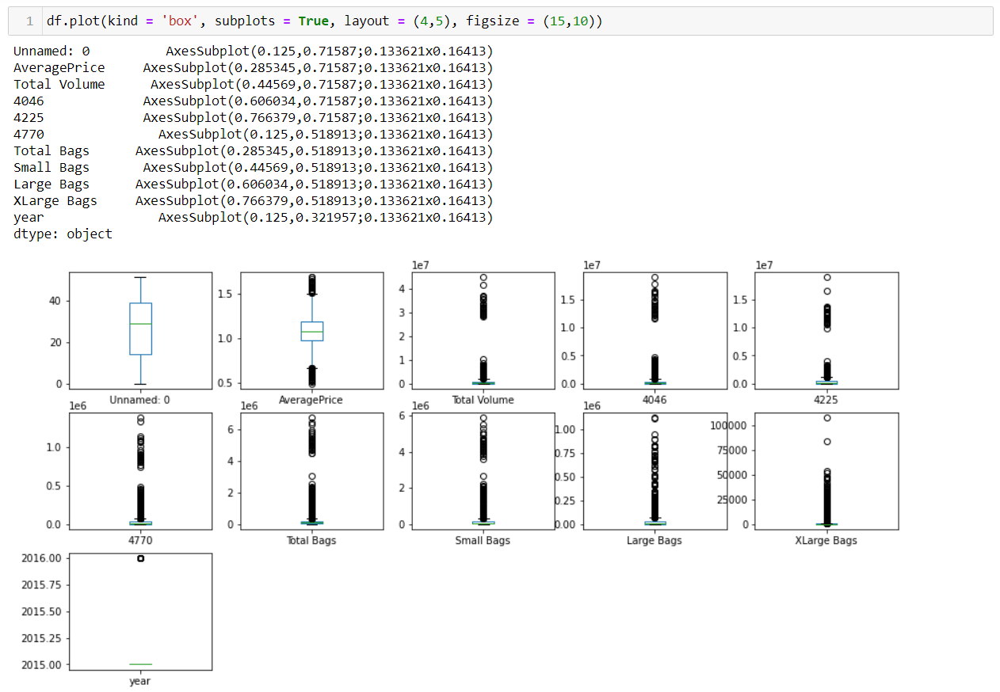 1 df.plot(kind = 'box', subplots = True, layout = (4,5), figsize = (15,10))
Unnamed: 0 AxesSubplot(0.125,0.71587;0.133621x0.16413)
AveragePrice AxesSubplot(0.285345,0.71587;0.133621x0.16413)
Total Volume AxesSubplot(0.44569,0.71587;0.133621x0.16413)
4046 AxesSubplot(0.606034,0.71587;0.133621x0.16413)
4225 AxesSubplot(0.766379,0.71587;0.133621x0.16413)
4770 AxesSubplot(0.125,0.518913;0.133621x0.16413)
Total Bags AxesSubplot(0.285345,0.518913;0.133621x0.16413)
Small Bags AxesSubplot(0.44569,0.518913;0.133621x0.16413)
Large Bags AxesSubplot(0.606034,0.518913;0.133621x0.16413)
XLarge Bags AxesSubplot(0.766379,0.518913;0.133621x0.16413)
year AxesSubplot(0.125,0.321957;0.133621x0.16413)
dtype: object
40
20
0
Unnamed: 0
1.5
1.0
0.5
AveragePrice
1e7
4
3
2
1
0
Total Volume
1e7
1.5
1.0
0.5
0.0
4046
1e7
1.5
1.0
0.5
0.0
4225
1e6
1.0
0.5
0.0
4770
1e6
6
4
2
0
Total Bags
1e6
6
4
2
0
Small Bags
1e6
1.00
0.75
0.50
0.25
0.00
Large Bags
100000
75000
50000
25000
0
XLarge Bags
2016.00
2015.75
2015.50
2015.25
2015.00
year